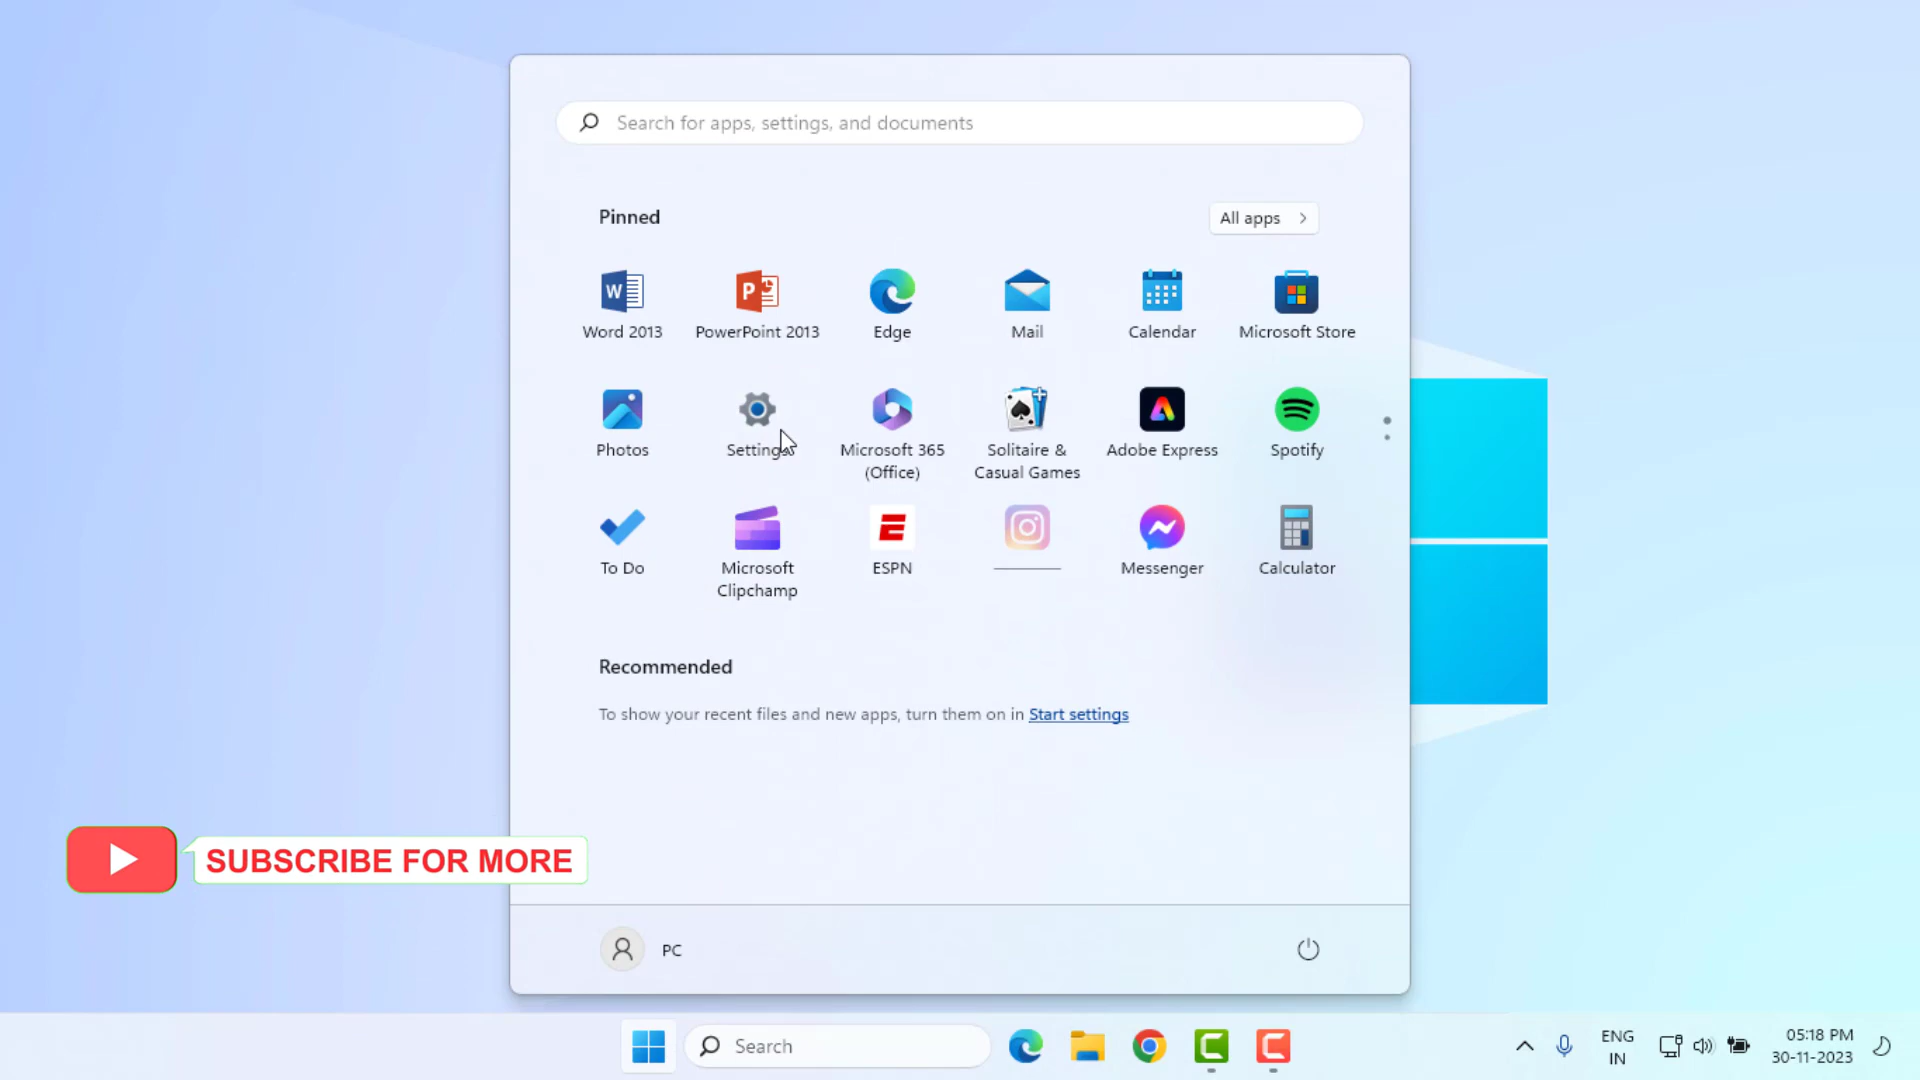 Search for apps, settings, and documents
Pinned
All apps
Word 2013
PowerPoint 2013
Edge
Mail
Calendar
Microsoft Store
Photos
Settings
Microsoft 365
(Office)
Solitaire &
Casual Games
Adobe Express
Spotify
To Do
Microsoft
Clipchamp
ESPN
Messenger
Calculator
Recommended
To show your recent files and new apps, turn them on in Start settings
SUBSCRIBE FOR MORE
PC
Search
ENG
IN
05:18 PM
30-11-2023